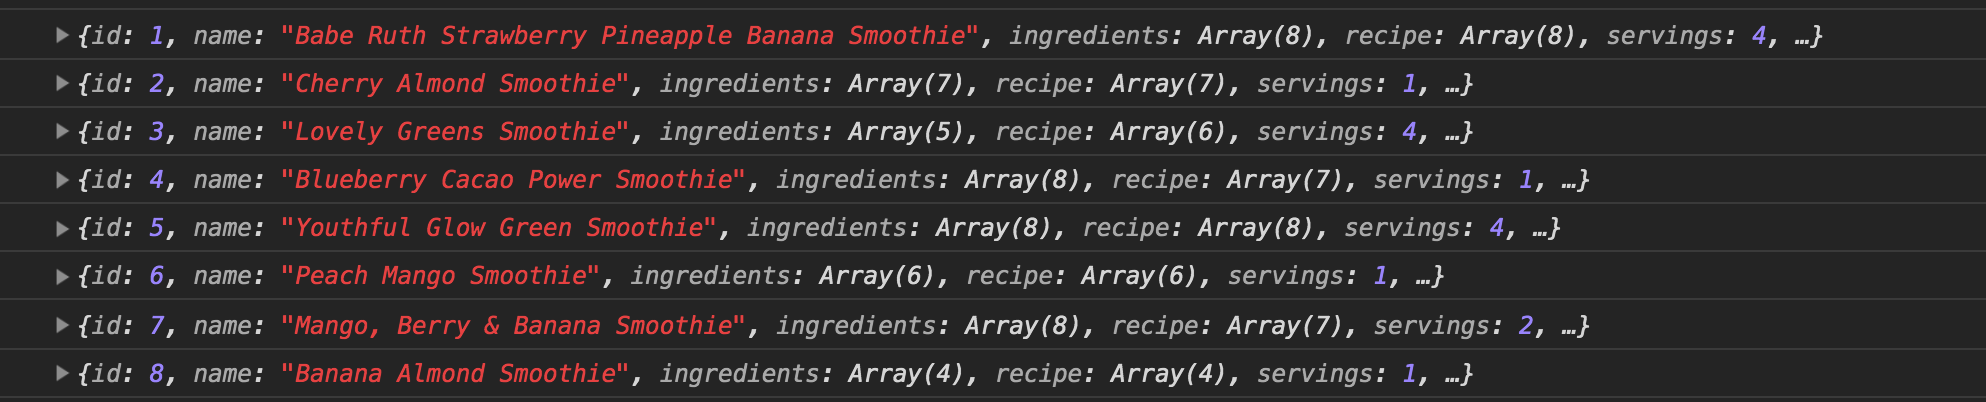 ▶{id: 1, name: "Babe Ruth Strawberry Pineapple Banana Smoothie", ingredients: Array(8), recipe: Array(8), servings: 4, …}
▶{id: 2, name: "Cherry Almond Smoothie", ingredients: Array(7), recipe: Array(7), servings: 1, …}
▶{id: 3, name: "Lovely Greens Smoothie", ingredients: Array(5), recipe: Array(6), servings: 4, …}
▶{id: 4, name: "Blueberry Cacao Power Smoothie", ingredients: Array(8), recipe: Array(7), servings: 1, …}
▶{id: 5, name: "Youthful Glow Green Smoothie", ingredients: Array(8), recipe: Array(8), servings: 4, …}
▶{id: 6, name: "Peach Mango Smoothie", ingredients: Array(6), recipe: Array(6), servings: 1, …}
▶{id: 7, name: "Mango, Berry & Banana Smoothie", ingredients: Array(8), recipe: Array(7), servings: 2, …}
▶{id: 8, name: "Banana Almond Smoothie", ingredients: Array(4), recipe: Array(4), servings: 1, …}